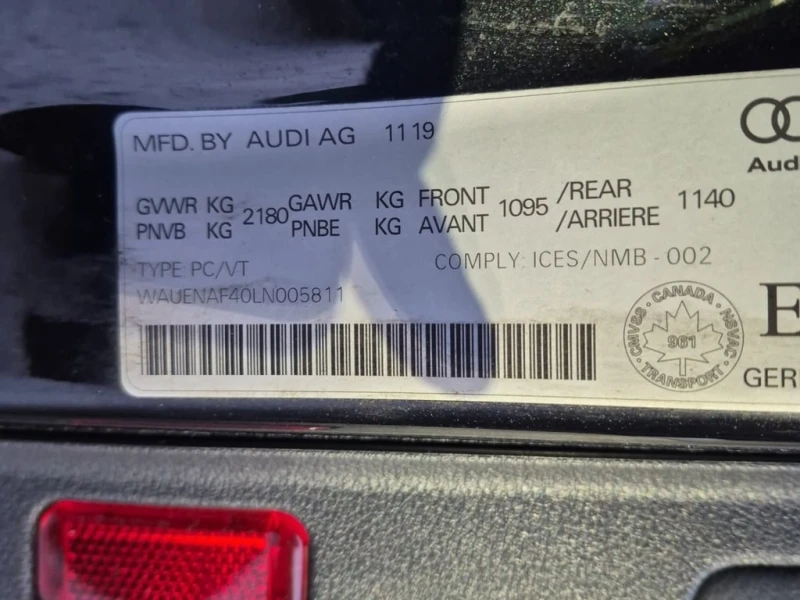 MFD. BY AUDI AG 11 19
Aud
GVWR KG 2180 GAWR KG FRONT 1095 /REAR 1140
PNVB KG PNBE KG AVANT /ARRIERE
TYPE: PC/VT COMPLY: ICES/NMB - 002
WAUENAF40LN005811
CANADA
CMVSS NSVAC
961
TRANSPORT
E
GER